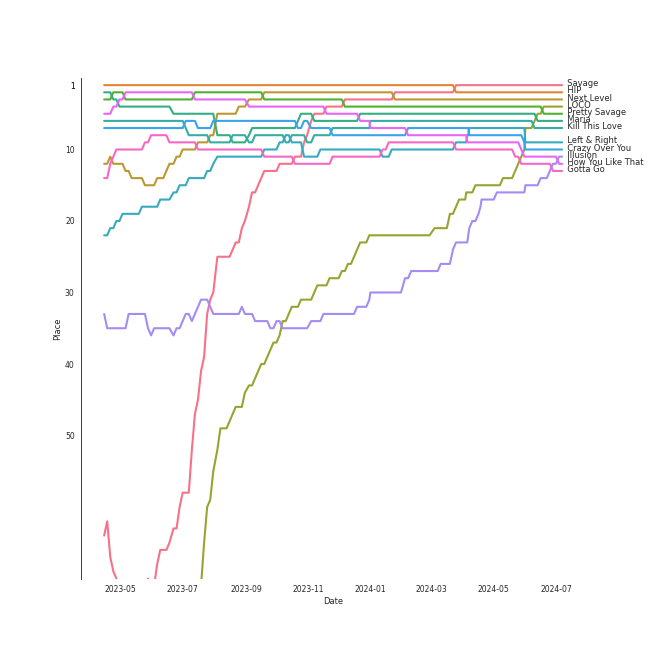 1
10
20
30
40
50
Place
2023-05
2023-07
2023-09
2023-11
2024-01
2024-03
2024-05
2024-07
Date
Savage
HIP
Next Level
LOCO
Pretty Savage
Maria
Kill This Love
Left & Right
Crazy Over You
Illusion
How You Like That
Gotta Go